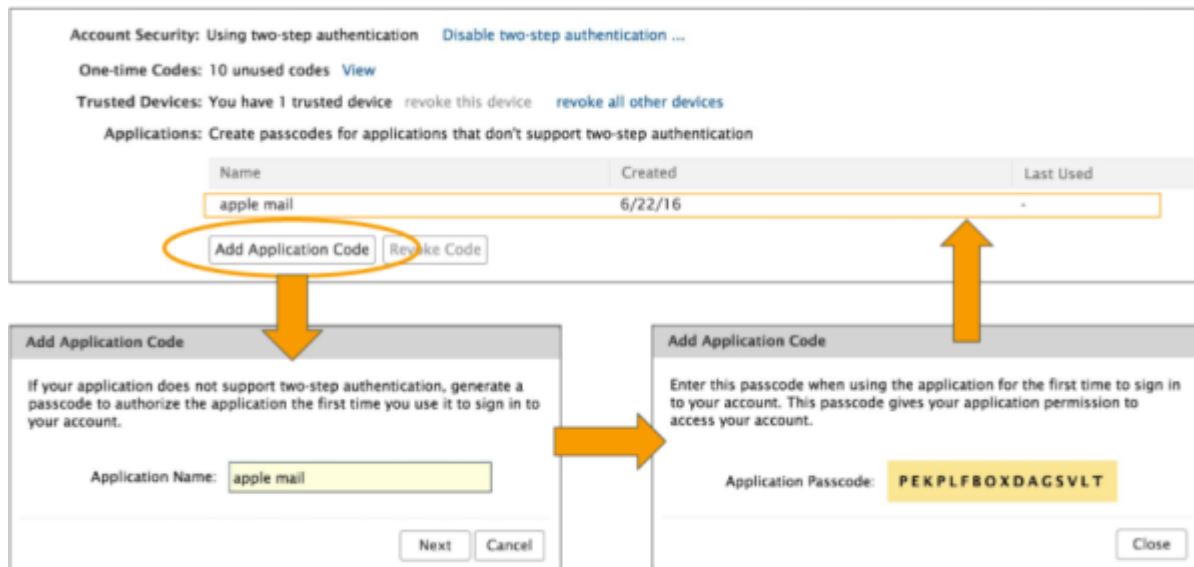 Account Security: Using two-step authentication Disable two-step authentication ...
One-time Codes: 10 unused codes View
Trusted Devices: You have 1 trusted device revoke this device revoke all other devices
Applications: Create passcodes for applications that don't support two-step authentication
Name Created Last Used
apple mail 6/22/16 -
Add Application Code Revoke Code
Add Application Code
If your application does not support two-step authentication, generate a
passcode to authorize the application the first time you use it to sign in to
your account.
Application Name: apple mail
Next Cancel
Add Application Code
Enter this passcode when using the application for the first time to sign in
to your account. This passcode gives your application permission to
access your account.
Application Passcode: PEKPLFBOXDAGSVLT
Close